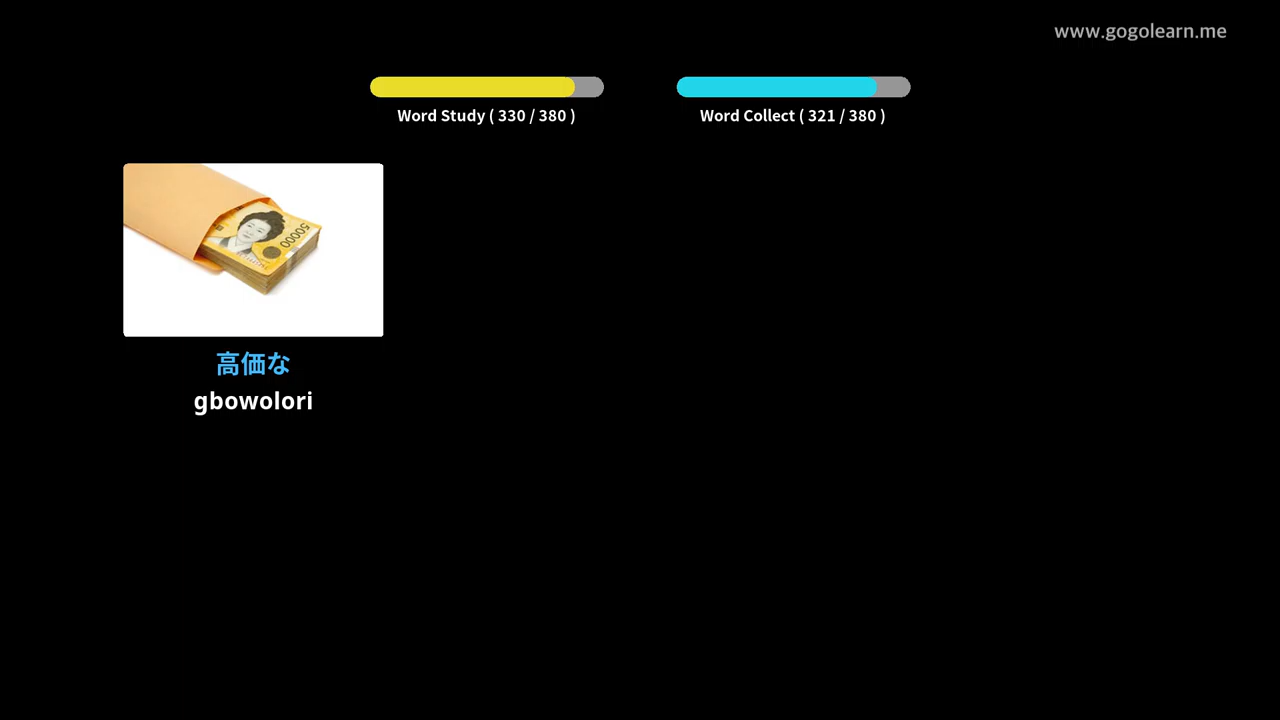 www.gogolearn.me
Word Study ( 330 / 380 )
Word Collect ( 321 / 380 )
50000
高価な
gbowolori